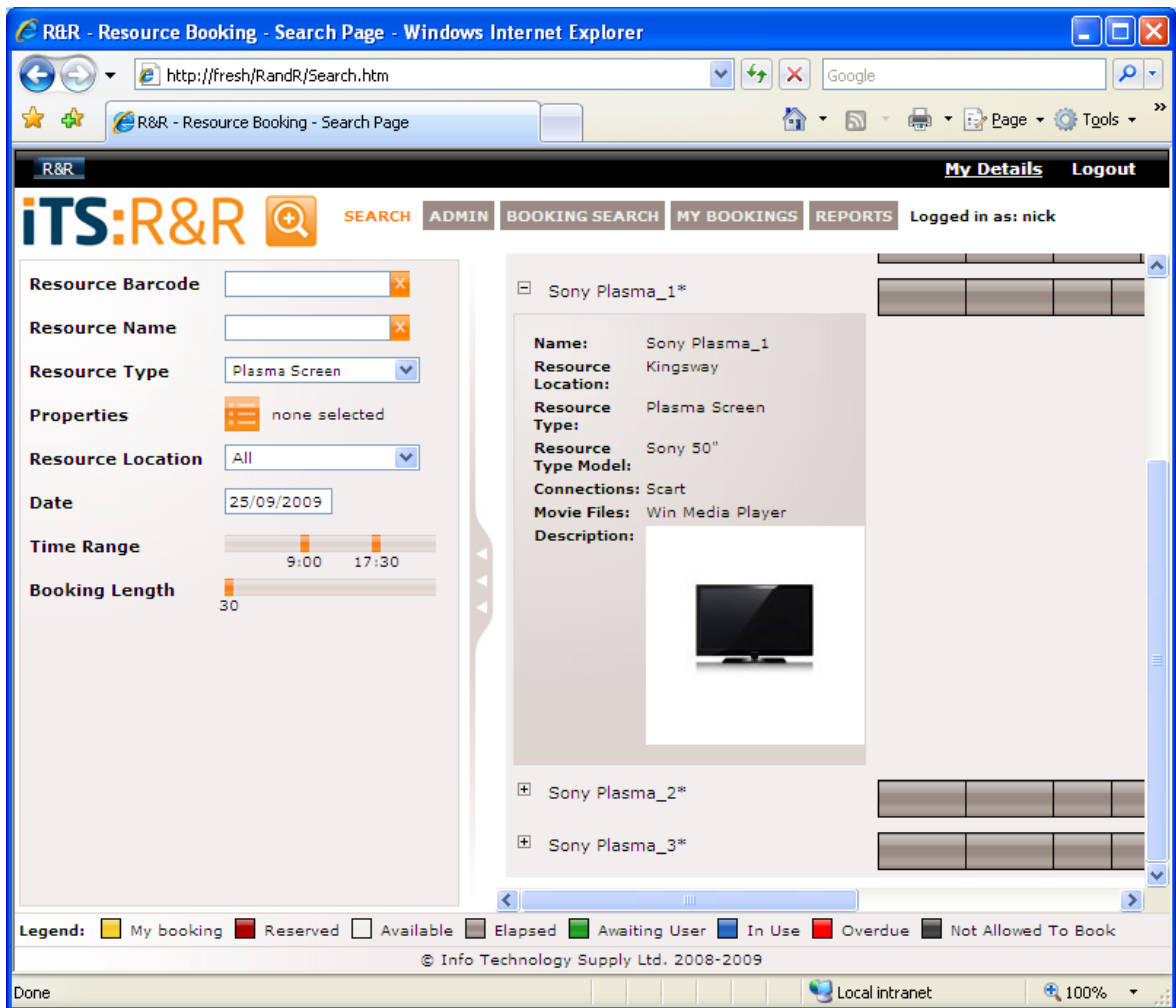 R&R - Resource Booking - Search Page - Windows Internet Explorer
http://fresh/RandR/Search.htm
Google
R&R - Resource Booking - Search Page
Page
Tools
»
R&R
My Details
Logout
iTS:R&R
SEARCH
ADMIN
BOOKING SEARCH
MY BOOKINGS
REPORTS
Logged in as: nick
Resource Barcode
X
Resource Name
X
Resource Type
Plasma Screen
Properties
none selected
Resource Location
All
Date
25/09/2009
Time Range
9:00
17:30
Booking Length
30
Sony Plasma_1*
Name: Sony Plasma_1
Resource Kingsway
Location:
Resource Plasma Screen
Type:
Resource Sony 50"
Type Model:
Connections: Scart
Movie Files: Win Media Player
Description:
Sony Plasma_2*
Sony Plasma_3*
Legend: My booking Reserved Available Elapsed Awaiting User In Use Overdue Not Allowed To Book
© Info Technology Supply Ltd. 2008-2009
Done
Local intranet
100%